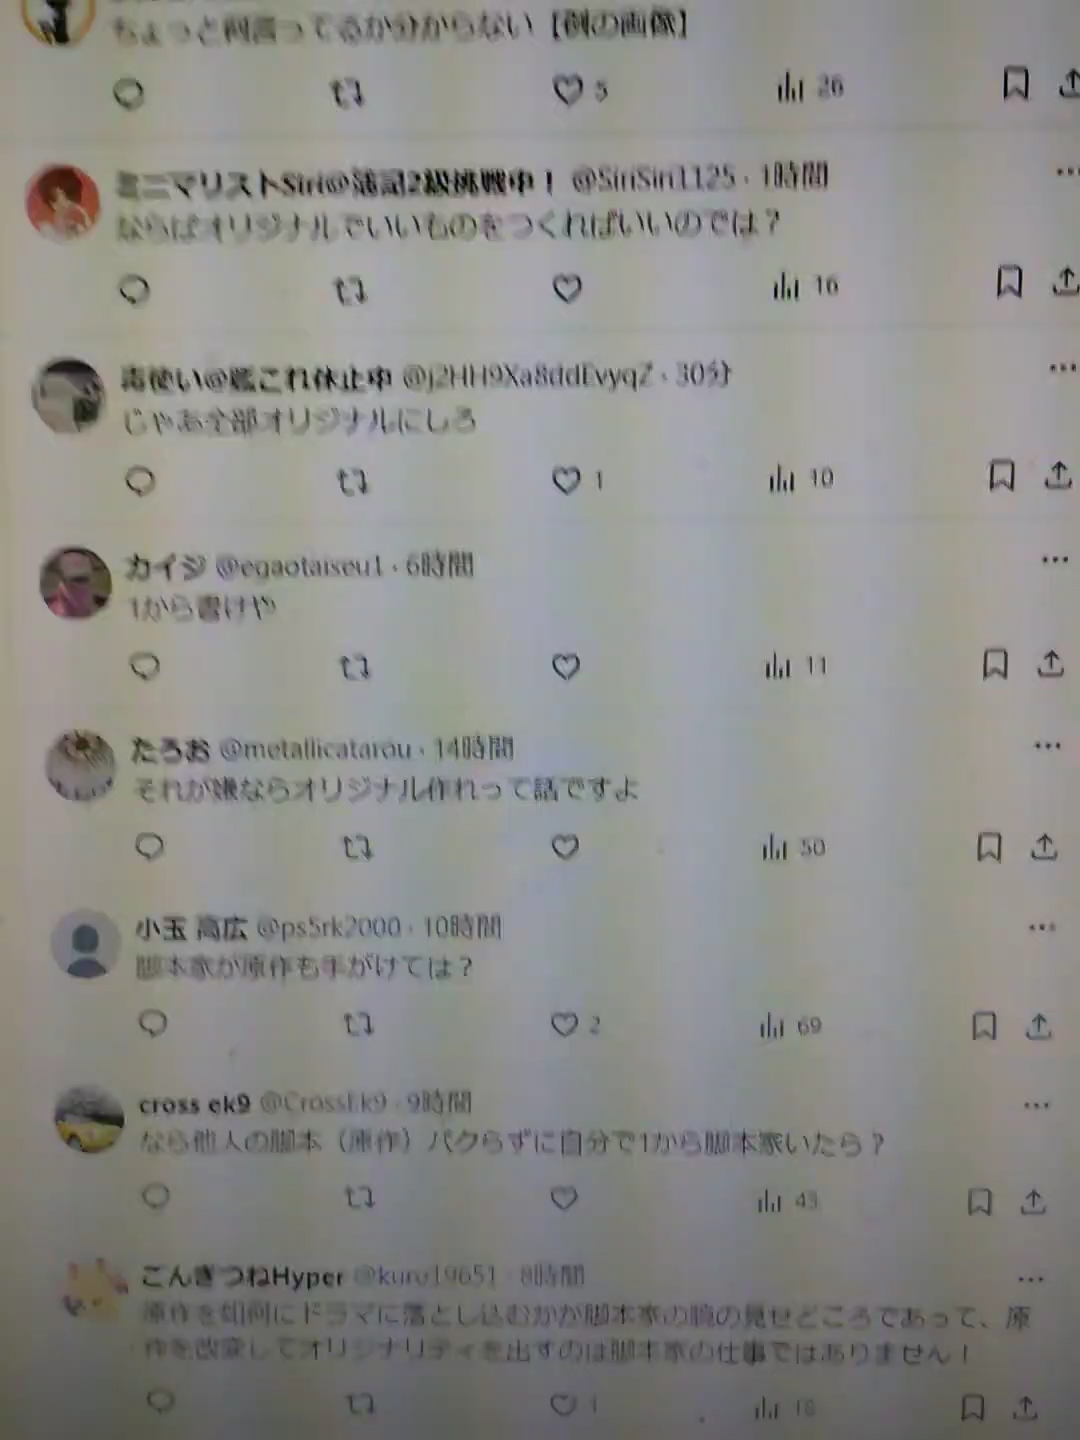 ちょっと何言ってるか分からない【例の画像】
5 26
ミニマリストSiri@簿記2級挑戦中！ @SiriSiri1125・1時間
ならばオリジナルでいいものをつくればいいのでは？
16
毒使い@艦これ休止中 @j2HH9Xa8ddEvyqZ・30分
じゃあ全部オリジナルにしろ
1 10
カイジ @egaotaiseu1・6時間
1から書けや
11
たろお @metallicatarou・14時間
それが嫌ならオリジナル作れって話ですよ
50
小玉 高広 @ps5rk2000・10時間
脚本家が原作も手がけては？
2 69
cross ek9 @CrossEk9・9時間
なら他人の脚本（原作）パクらずに自分で1から脚本家いたら？
43
ごんぎつねHyper @kuro19651・8時間
原作を如何にドラマに落とし込むかが脚本家の腕の見せどころであって、原
作を改変してオリジナリティを出すのは脚本家の仕事ではありません！
1 18